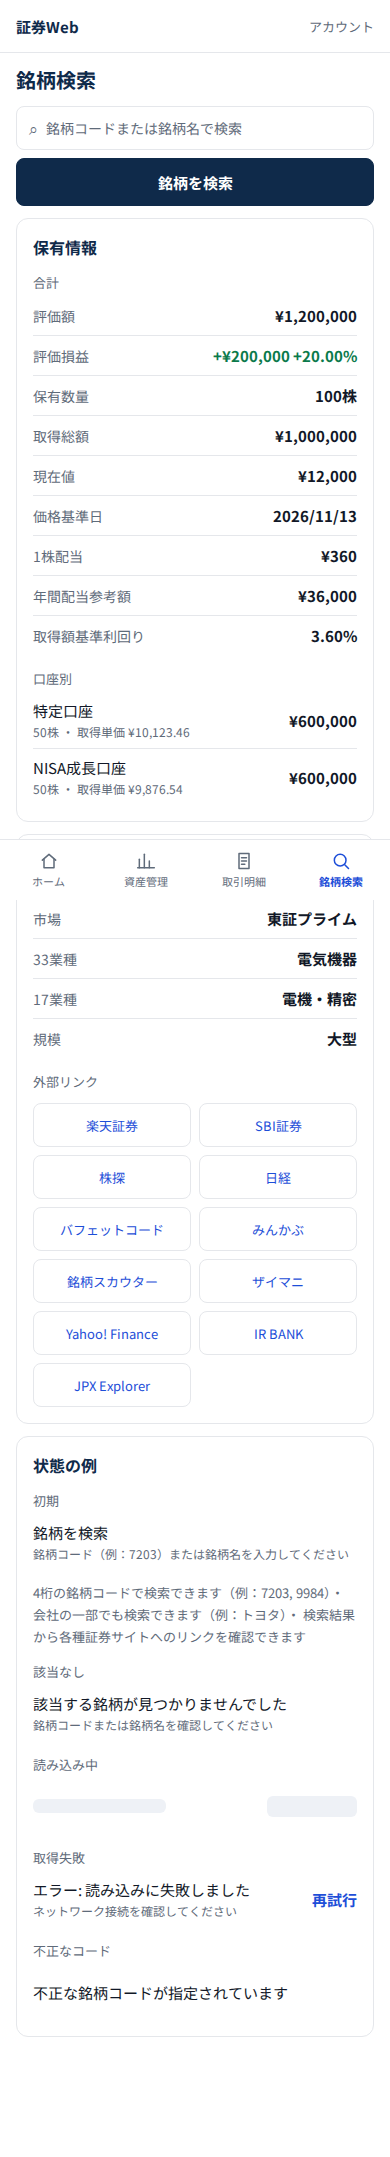 証券Web
アカウント
銘柄検索
銘柄コードまたは銘柄名で検索
銘柄を検索
保有情報
合計
評価額 ¥1,200,000
評価損益 +¥200,000 +20.00%
保有数量 100株
取得総額 ¥1,000,000
現在値 ¥12,000
価格基準日 2026/11/13
1株配当 ¥360
年間配当参考額 ¥36,000
取得額基準利回り 3.60%
口座別
特定口座
50株 ・ 取得単価 ¥10,123.46
¥600,000
NISA成長口座
50株 ・ 取得単価 ¥9,876.54
¥600,000
ホーム 資産管理 取引明細 銘柄検索
市場 東証プライム
33業種 電気機器
17業種 電機・精密
規模 大型
外部リンク
楽天証券 SBI証券
株探 日経
バフェットコード みんかぶ
銘柄スカウター ザイマニ
Yahoo! Finance IR BANK
JPX Explorer
状態の例
初期
銘柄を検索
銘柄コード（例：7203）または銘柄名を入力してください
4桁の銘柄コードで検索できます（例：7203, 9984）・
会社の一部でも検索できます（例：トヨタ）・ 検索結果
から各種証券サイトへのリンクを確認できます
該当なし
該当する銘柄が見つかりませんでした
銘柄コードまたは銘柄名を確認してください
読み込み中
取得失敗
エラー: 読み込みに失敗しました
ネットワーク接続を確認してください
再試行
不正なコード
不正な銘柄コードが指定されています